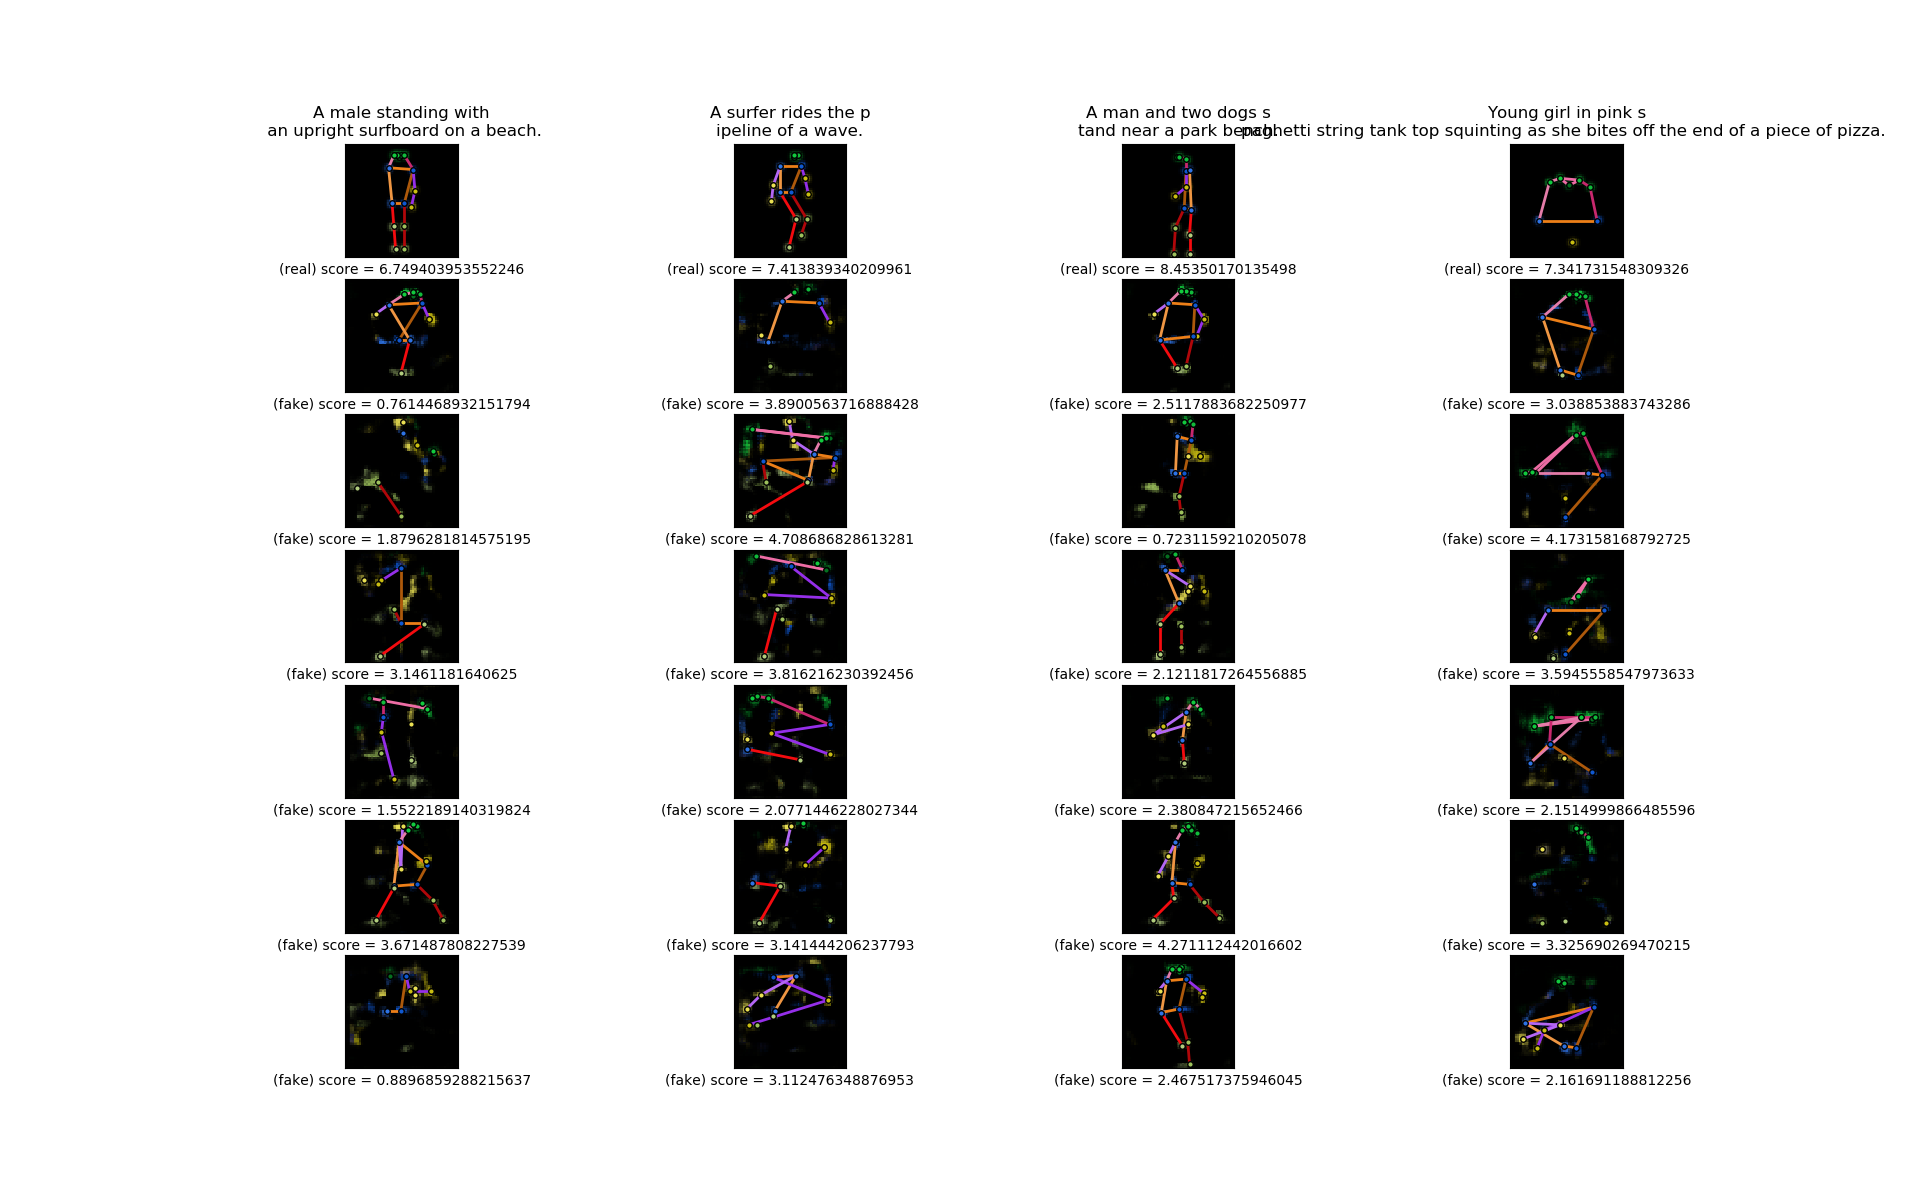 A male standing with
an upright surfboard on a beach.
A surfer rides the p
ipeline of a wave.
A man and two dogs s
tand near a park bench.
Young girl in pink s
paghetti string tank top squinting as she bites off the end of a piece of pizza.
(real) score = 6.749403953552246
(real) score = 7.413839340209961
(real) score = 8.45350170135498
(real) score = 7.341731548309326
(fake) score = 0.7614468932151794
(fake) score = 3.8900563716888428
(fake) score = 2.5117883682250977
(fake) score = 3.038853883743286
(fake) score = 1.8796281814575195
(fake) score = 4.708686828613281
(fake) score = 0.7231159210205078
(fake) score = 4.173158168792725
(fake) score = 3.1461181640625
(fake) score = 3.816216230392456
(fake) score = 2.1211817264556885
(fake) score = 3.5945558547973633
(fake) score = 1.5522189140319824
(fake) score = 2.0771446228027344
(fake) score = 2.380847215652466
(fake) score = 2.1514999866485596
(fake) score = 3.671487808227539
(fake) score = 3.141444206237793
(fake) score = 4.271112442016602
(fake) score = 3.325690269470215
(fake) score = 0.8896859288215637
(fake) score = 3.112476348876953
(fake) score = 2.467517375946045
(fake) score = 2.161691188812256